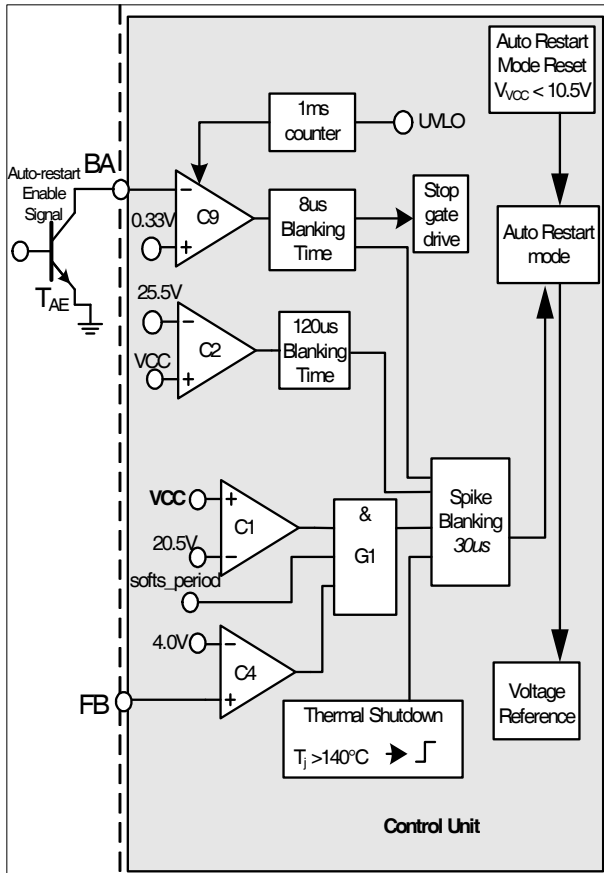 Auto Restart
Mode Reset
VVCC < 10.5V
1ms
counter
UVLO
BA
Auto-restart
Enable
Signal
TAE
−
C9
0.33V
+
8us
Blanking
Time
Stop
gate
drive
Auto Restart
mode
25.5V
−
C2
VCC
+
120us
Blanking
Time
VCC
+
C1
20.5V
−
softs_period
&
G1
Spike
Blanking
30us
4.0V
−
C4
FB
+
Thermal Shutdown
Tj >140°C
Voltage
Reference
Control Unit